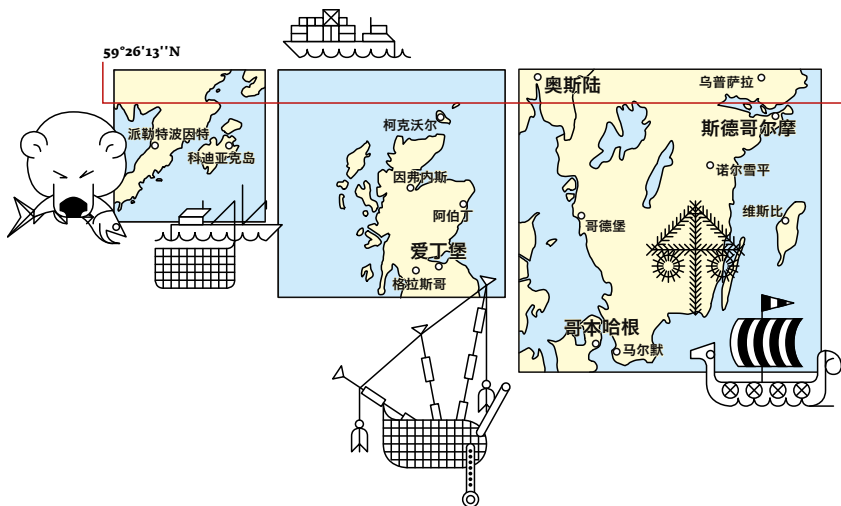 59°26'13''N
派勒特波因特
科迪亚克岛
柯克沃尔
因弗内斯
阿伯丁
爱丁堡
格拉斯哥
奥斯陆
乌普萨拉
斯德哥尔摩
诺尔雪平
维斯比
哥德堡
哥本哈根
马尔默